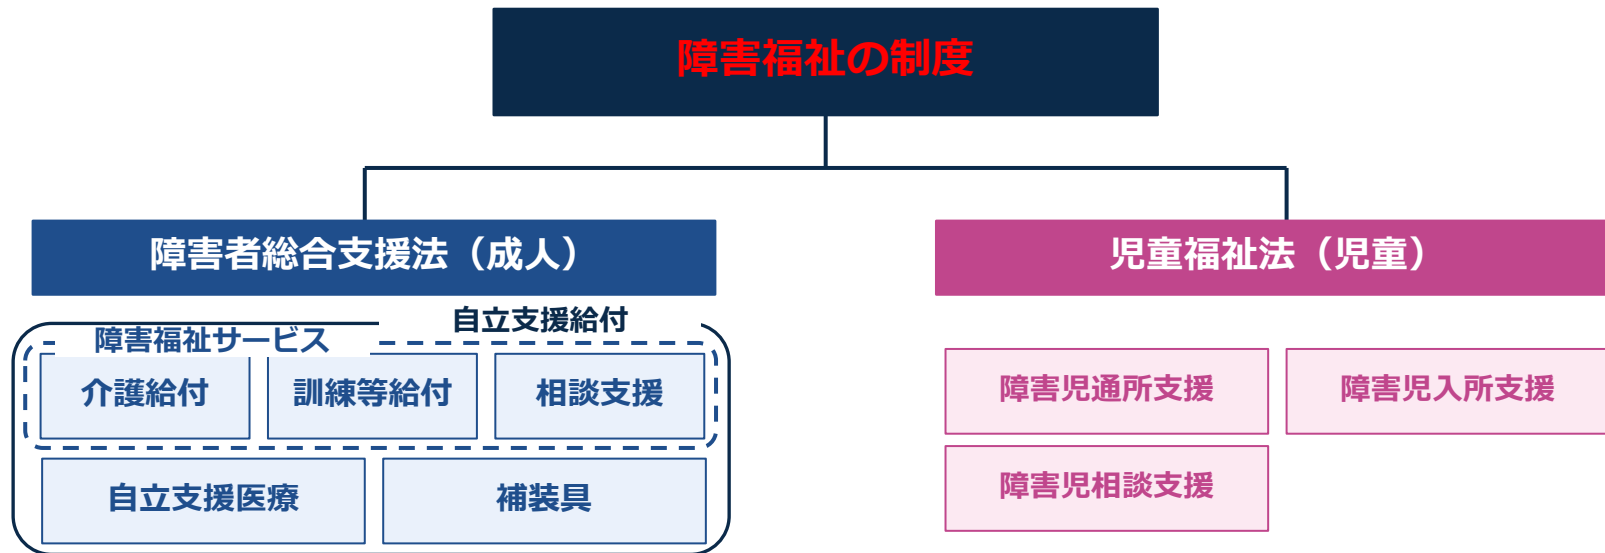 障害福祉の制度
障害者総合支援法（成人）
児童福祉法（児童）
自立支援給付
障害福祉サービス
介護給付
訓練等給付
相談支援
自立支援医療
補装具
障害児通所支援
障害児入所支援
障害児相談支援